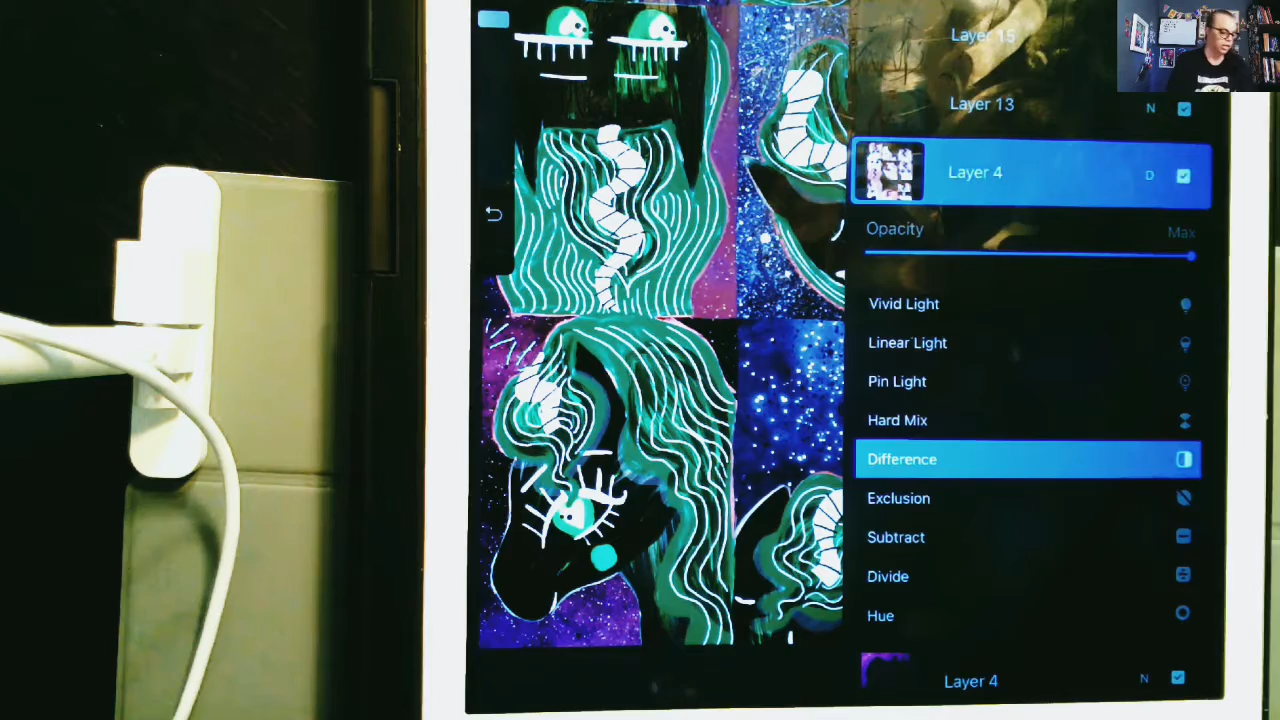 Layer 15
Layer 13 N
Layer 4 D
Opacity Max
Vivid Light
Linear Light
Pin Light
Hard Mix
Difference
Exclusion
Subtract
Divide
Hue
Layer 4 N